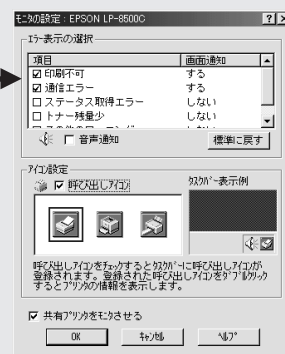 モニタの設定 : EPSON LP-8500C
エラー表示の選択
項目 画面通知
印刷不可 する
通信エラー する
ステータス取得エラー しない
トナー残量少 しない
音声通知 標準に戻す
アイコン設定
呼び出しアイコン タスクバー表示例
呼び出しアイコンをチェックするとタスクバーに呼び出しアイコンが
登録されます。登録された呼び出しアイコンをダブルクリック
するとプリンタの情報を表示します。
共有プリンタをモニタさせる
OK キャンセル ヘルプ